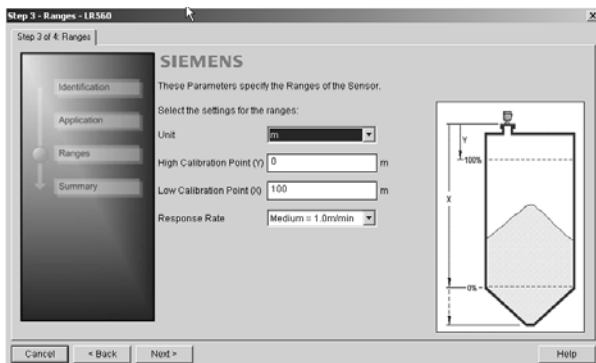 Step 3 - Ranges - LR560
Step 3 of 4: Ranges
SIEMENS
Identification
Application
Ranges
Summary
These Parameters specify the Ranges of the Sensor.
Select the settings for the ranges:
Unit m
High Calibration Point (Y) 0 m
Low Calibration Point (X) 100 m
Response Rate Medium = 1.0m/min
Y
100%
X
0%
Cancel < Back Next > Help